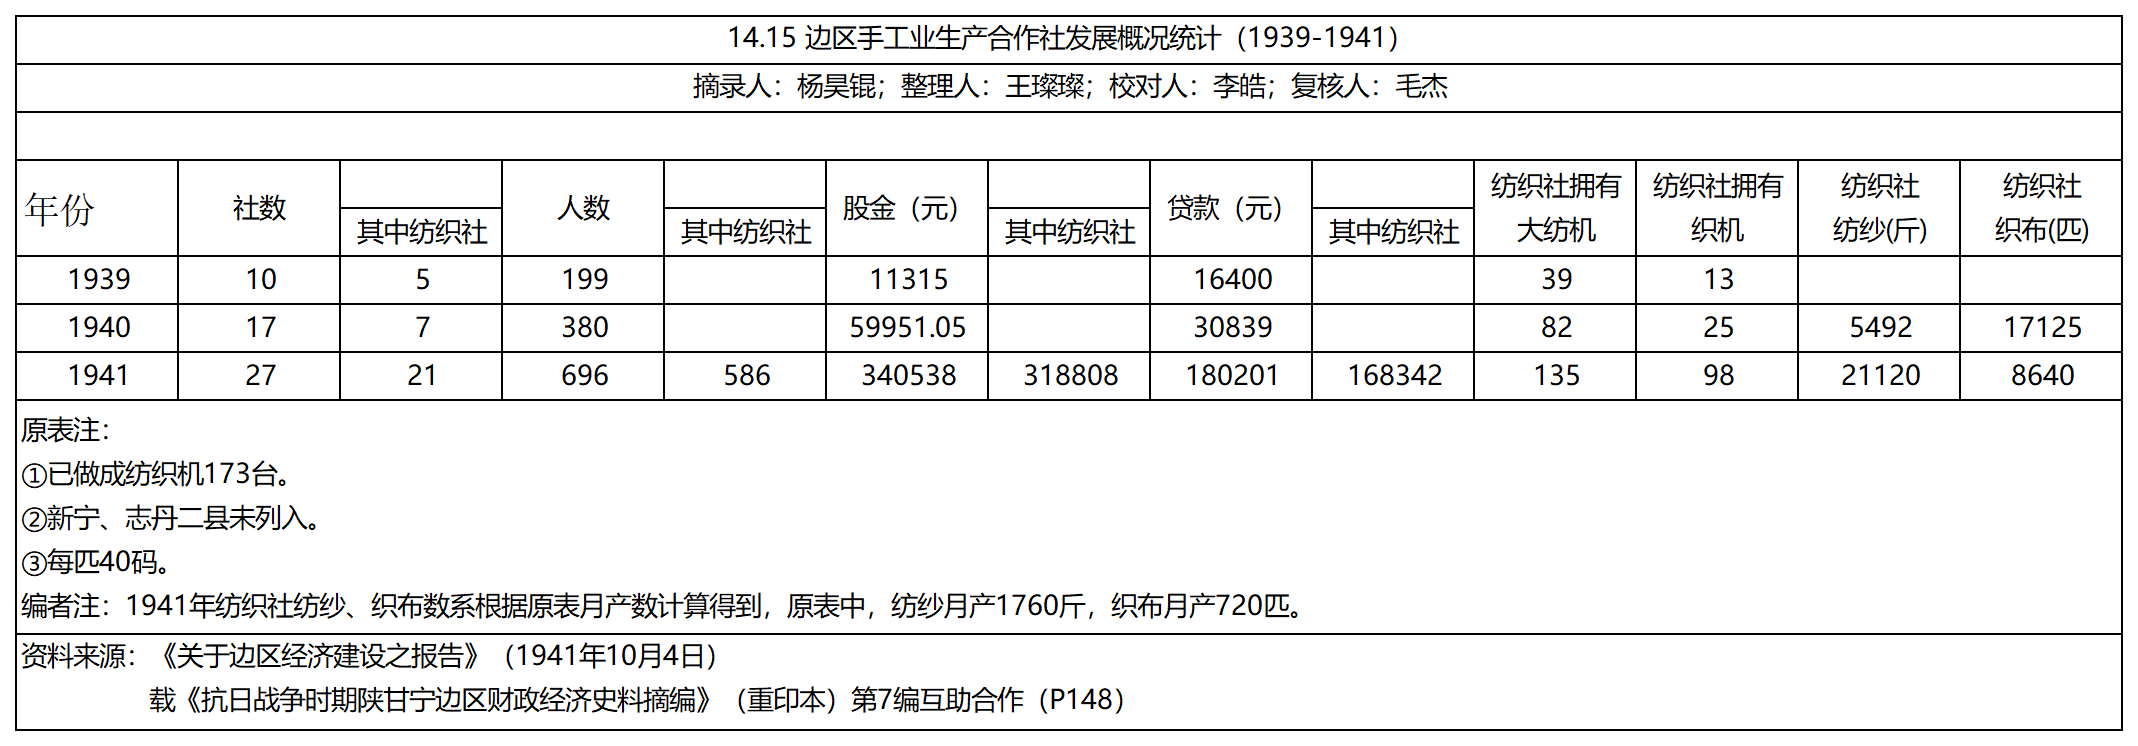 14.15 边区手工业生产合作社发展概况统计（1939-1941）
摘录人：杨昊锟；整理人：王璨璨；校对人：李皓；复核人：毛杰
年份 社数 其中纺织社 人数 其中纺织社 股金（元） 其中纺织社 贷款（元） 其中纺织社 纺织社拥有大纺机 纺织社拥有织机 纺织社纺纱(斤) 纺织社织布(匹)
1939 10 5 199 11315 16400 39 13
1940 17 7 380 59951.05 30839 82 25 5492 17125
1941 27 21 696 586 340538 318808 180201 168342 135 98 21120 8640
原表注：
①已做成纺织机173台。
②新宁、志丹二县未列入。
③每匹40码。
编者注：1941年纺织社纺纱、织布数系根据原表月产数计算得到，原表中，纺纱月产1760斤，织布月产720匹。
资料来源：《关于边区经济建设之报告》（1941年10月4日）
载《抗日战争时期陕甘宁边区财政经济史料摘编》（重印本）第7编互助合作（P148）